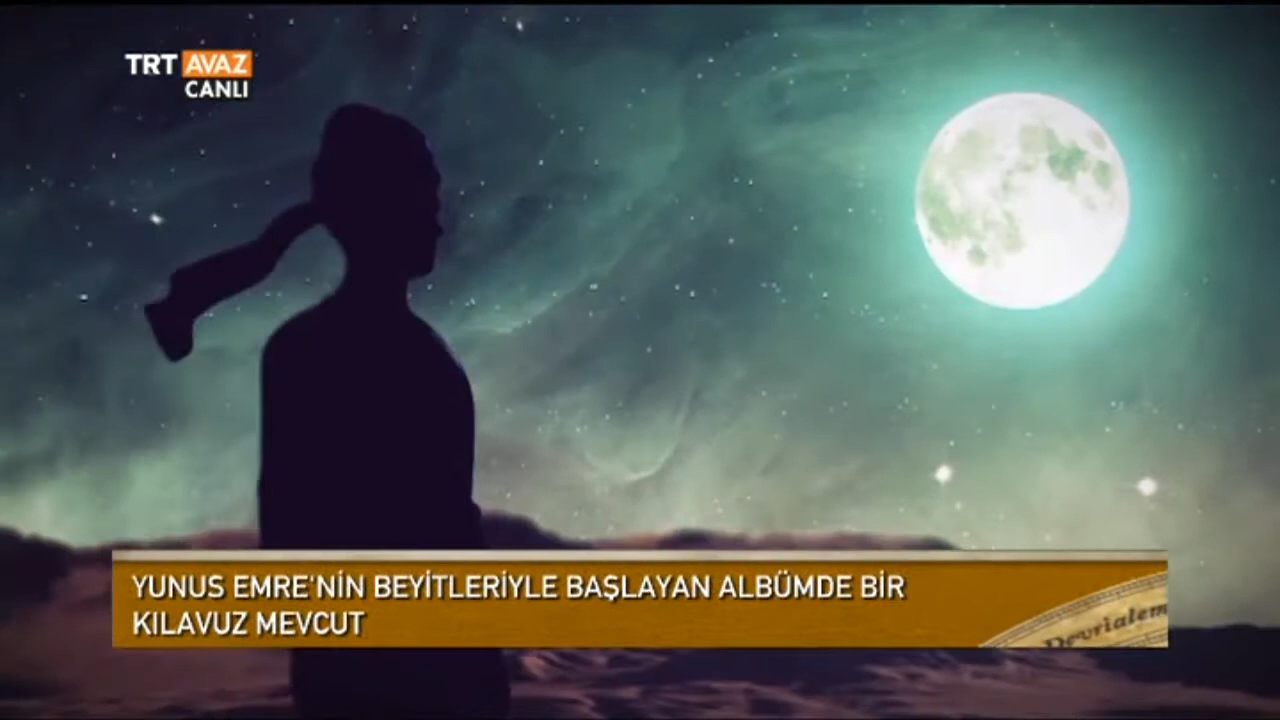 TRT AVAZ
CANLI
YUNUS EMRE'NİN BEYİTLERİYLE BAŞLAYAN ALBÜMDE BİR
KILAVUZ MEVCUT
Devrialem